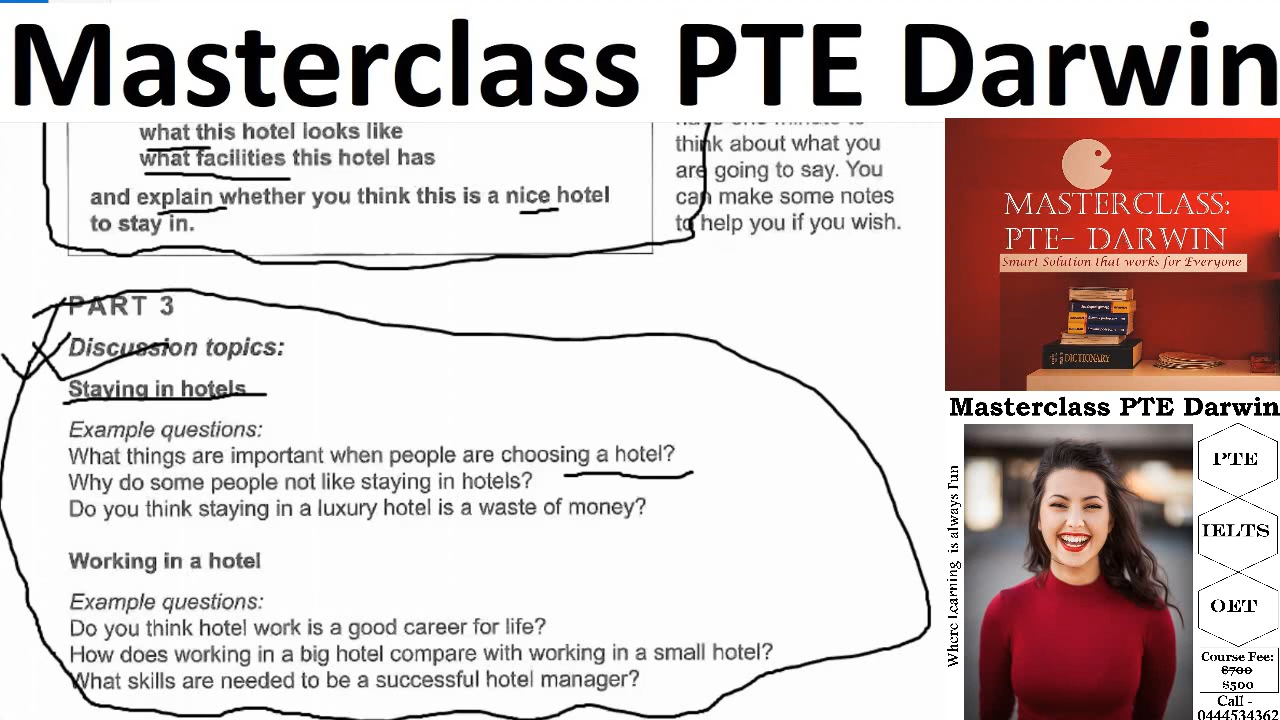 Masterclass PTE Darwin
what this hotel looks like
what facilities this hotel has
and explain whether you think this is a nice hotel
to stay in.
think about what you
are going to say. You
can make some notes
to help you if you wish.
PART 3
Discussion topics:
Staying in hotels
Example questions:
What things are important when people are choosing a hotel?
Why do some people not like staying in hotels?
Do you think staying in a luxury hotel is a waste of money?
Working in a hotel
Example questions:
Do you think hotel work is a good career for life?
How does working in a big hotel compare with working in a small hotel?
What skills are needed to be a successful hotel manager?
MASTERCLASS:
PTE- DARWIN
Smart Solution that works for Everyone
DICTIONARY
Masterclass PTE Darwin
Where Learning is always Fun
PTE
IELTS
OET
Course Fee:
$700
$500
Call -
0444534362